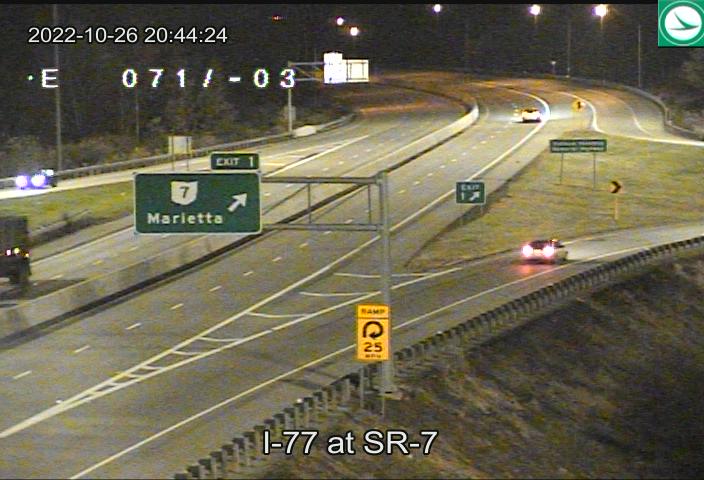 2022-10-26 20:44:24
E 071/-03
EXIT 1
7
Marietta
EXIT
1
RAMP
25
MPH
I-77 at SR-7